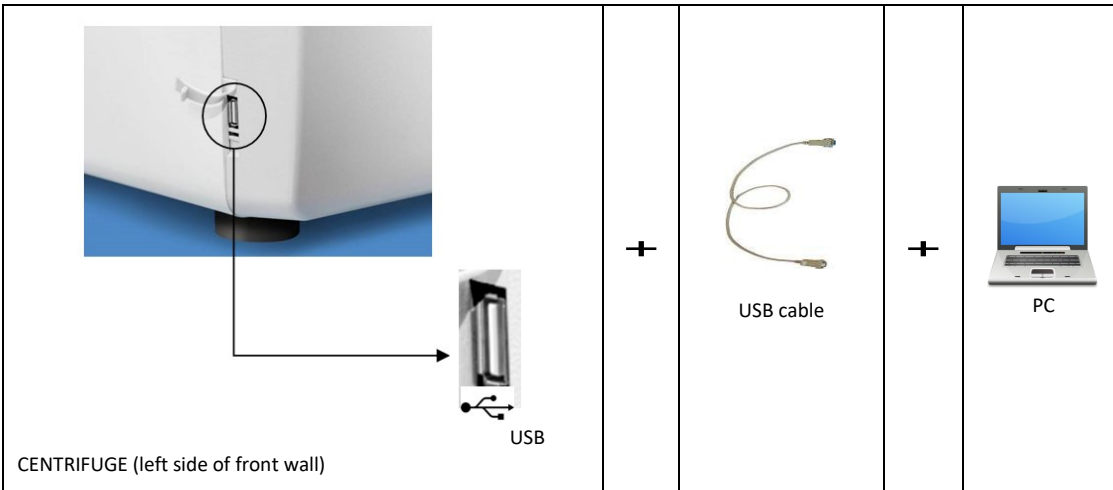 USB
CENTRIFUGE (left side of front wall)
+
USB cable
+
PC